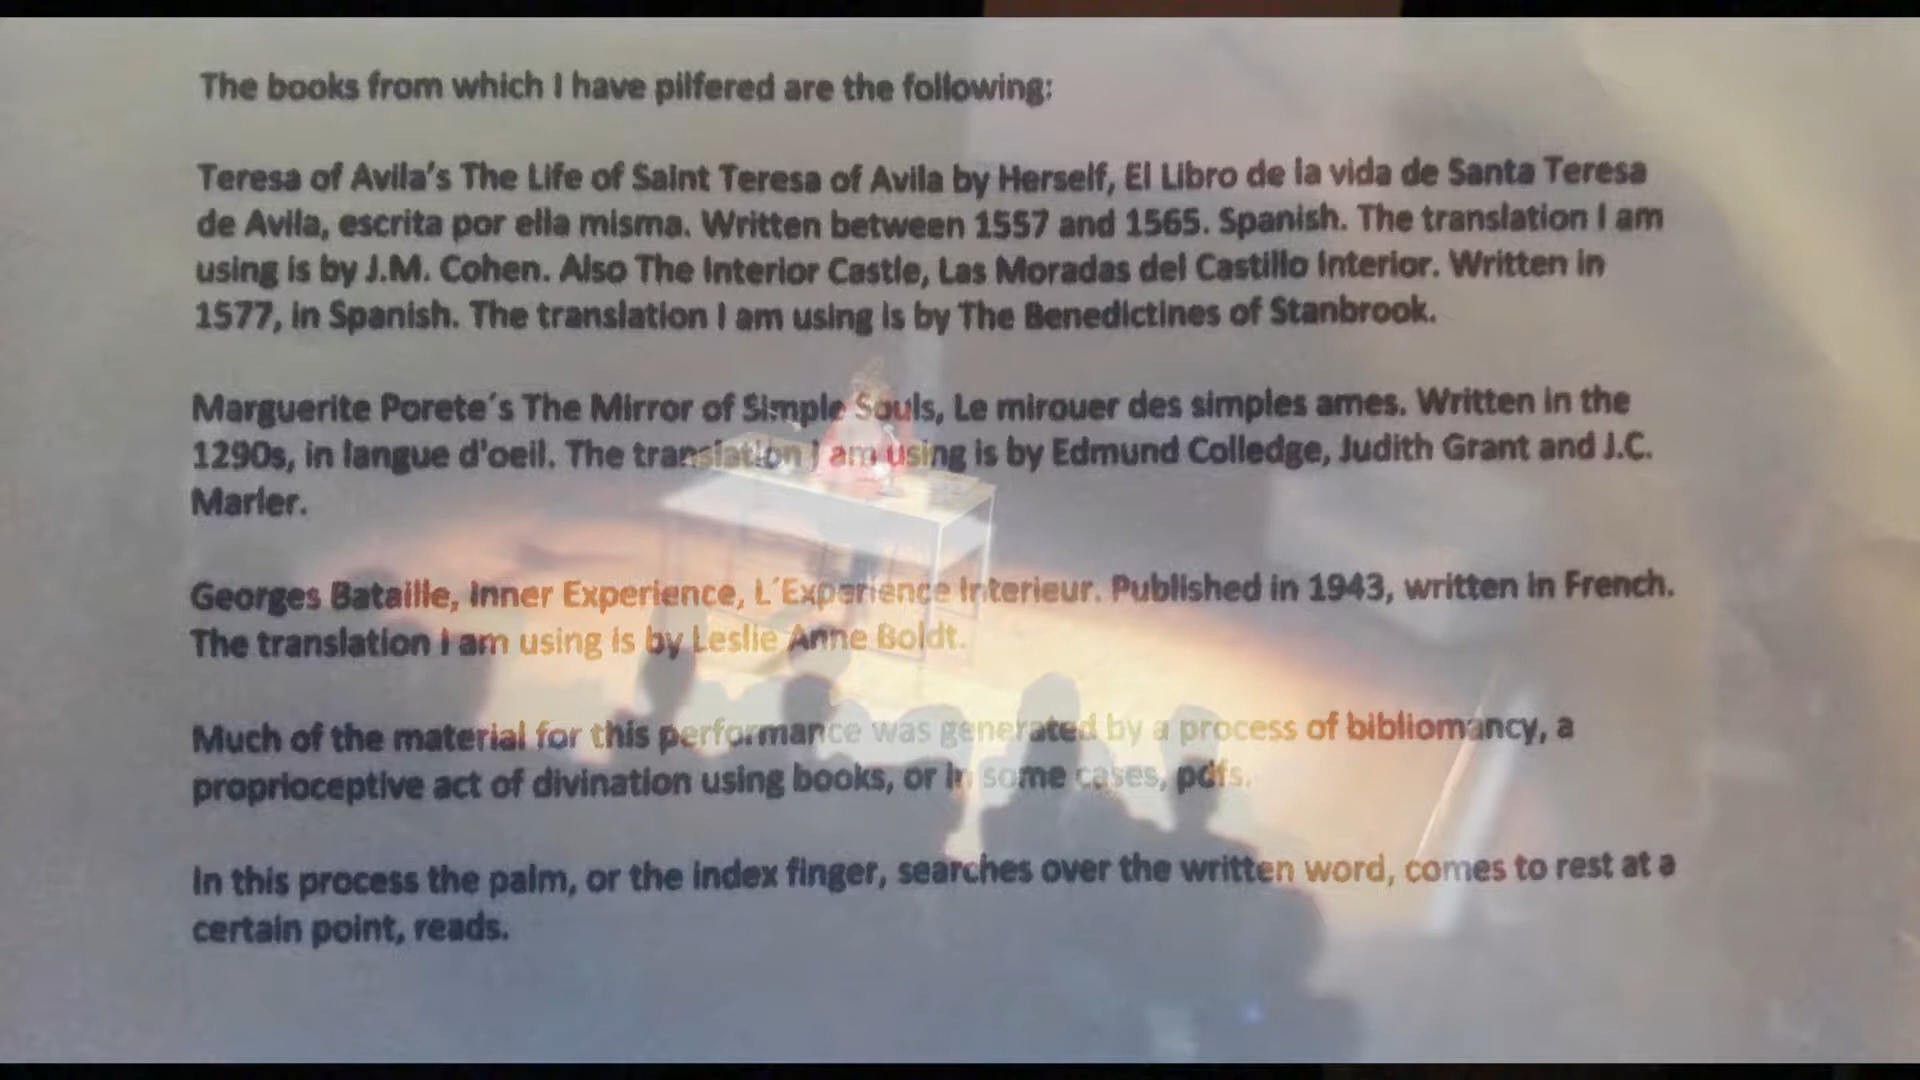 The books from which I have pilfered are the following:
Teresa of Avila's The Life of Saint Teresa of Avila by Herself, El Libro de la vida de Santa Teresa
de Avila, escrita por ella misma. Written between 1557 and 1565. Spanish. The translation I am
using is by J.M. Cohen. Also The Interior Castle, Las Moradas del Castillo Interior. Written in
1577, in Spanish. The translation I am using is by The Benedictines of Stanbrook.
Marguerite Porete´s The Mirror of Simple Souls, Le mirouer des simples ames. Written in the
1290s, in langue d'oeil. The translation I am using is by Edmund Colledge, Judith Grant and J.C.
Marler.
Georges Bataille, Inner Experience, L´Experience Interieur. Published in 1943, written in French.
The translation I am using is by Leslie Anne Boldt.
Much of the material for this performance was generated by a process of bibliomancy, a
proprioceptive act of divination using books, or in some cases, pdfs.
In this process the palm, or the index finger, searches over the written word, comes to rest at a
certain point, reads.